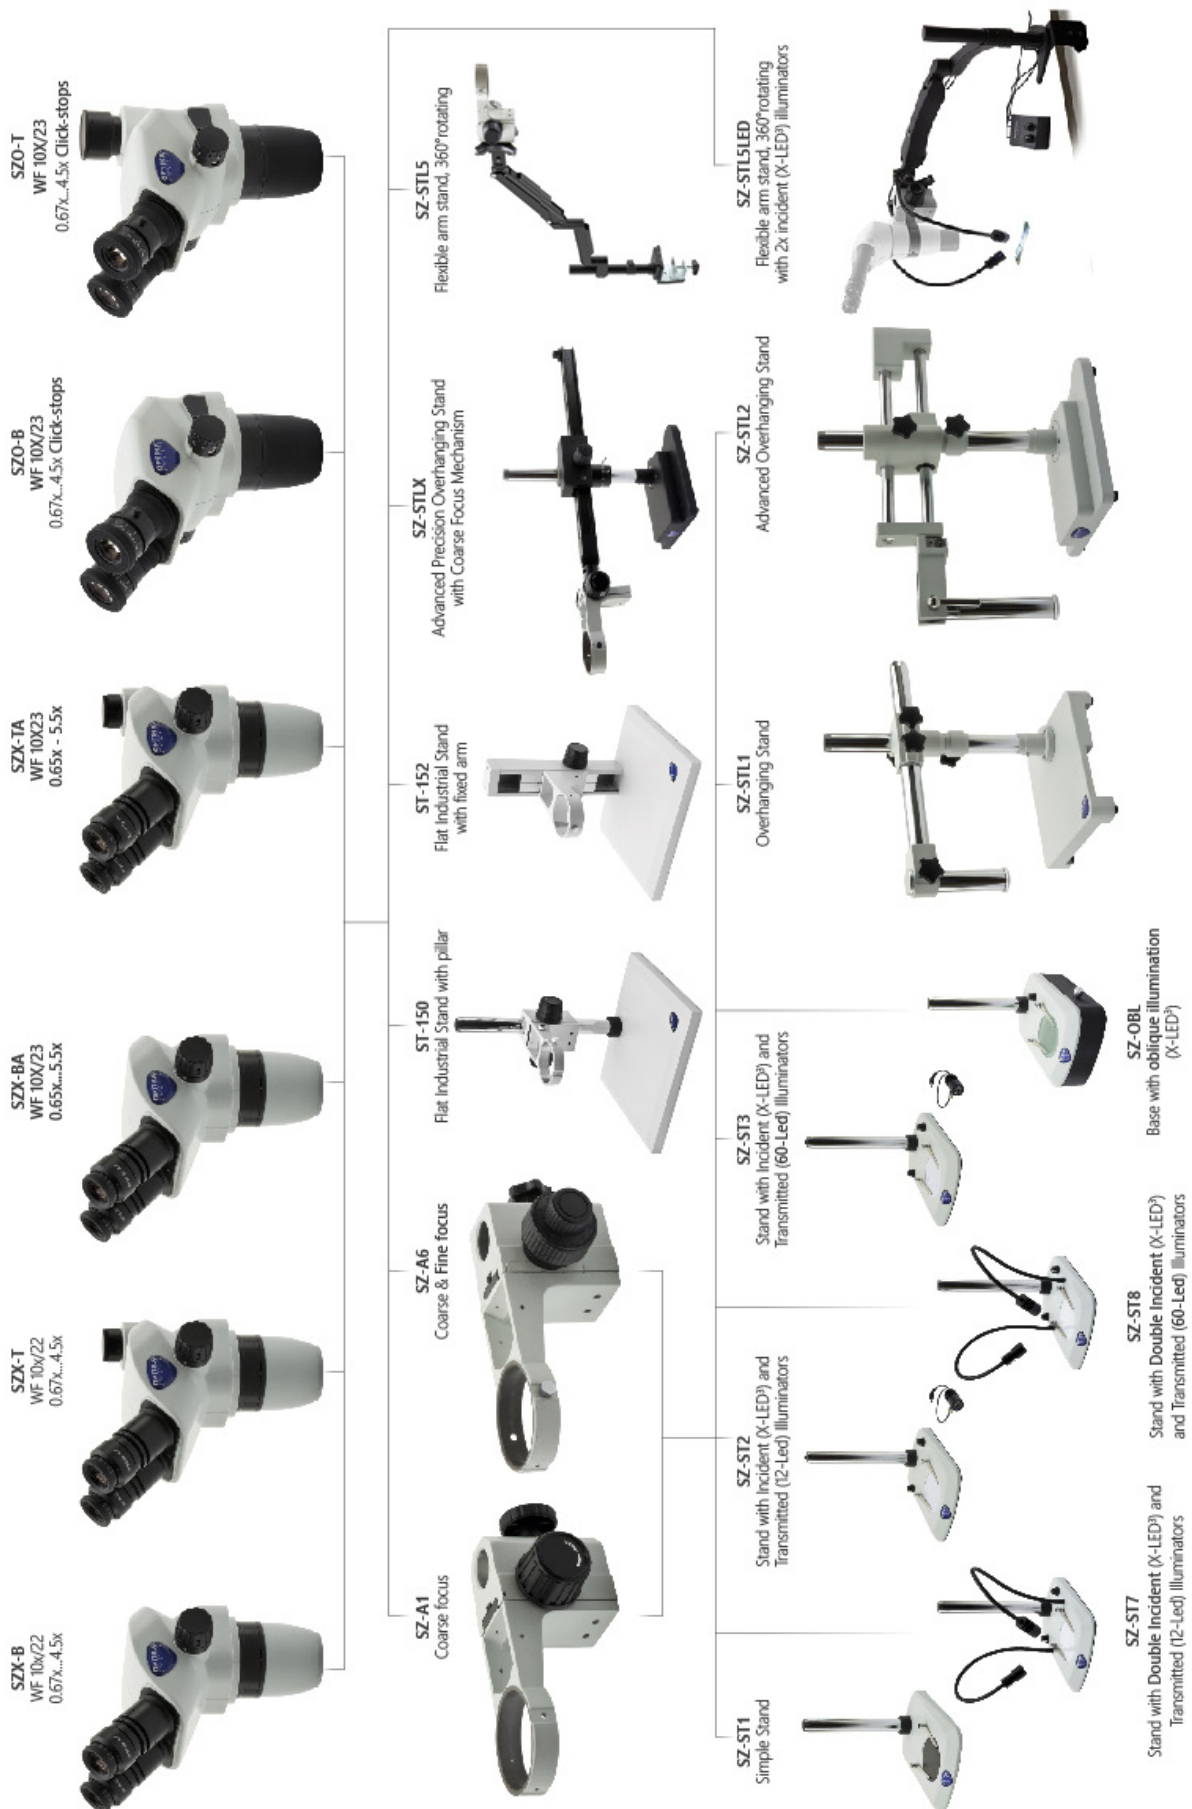 SZX-B
WF 10x/22
0.67x...4.5x
SZX-T
WF 10x/22
0.67x...4.5x
SZX-BA
WF 10X/23
0.65x...5.5x
SZX-TA
WF 10X23
0.65x - 5.5x
SZO-B
WF 10X/23
0.67x...4.5x Click-stops
SZO-T
WF 10X/23
0.67x...4.5x Click-stops
SZ-A1
Coarse focus
SZ-A6
Coarse & Fine focus
ST-150
Flat Industrial Stand with pillar
ST-152
Flat Industrial Stand
with fixed arm
SZ-STLX
Advanced Precision Overhanging Stand
with Coarse Focus Mechanism
SZ-STL5
Flexible arm stand, 360°rotating
SZ-ST1
Simple Stand
SZ-ST2
Stand with Incident (X-LED³) and
Transmitted (12-Led) Illuminators
SZ-ST3
Stand with Incident (X-LED³) and
Transmitted (60-Led) Illuminators
SZ-STL1
Overhanging Stand
SZ-STL2
Advanced Overhanging Stand
SZ-STL5LED
Flexible arm stand, 360°rotating
with 2x incident (X-LED³) illuminators
SZ-ST7
Stand with Double Incident (X-LED³) and
Transmitted (12-Led) Illuminators
SZ-ST8
Stand with Double Incident (X-LED³)
and Transmitted (60-Led) Illuminators
SZ-OBL
Base with oblique illumination
(X-LED³)